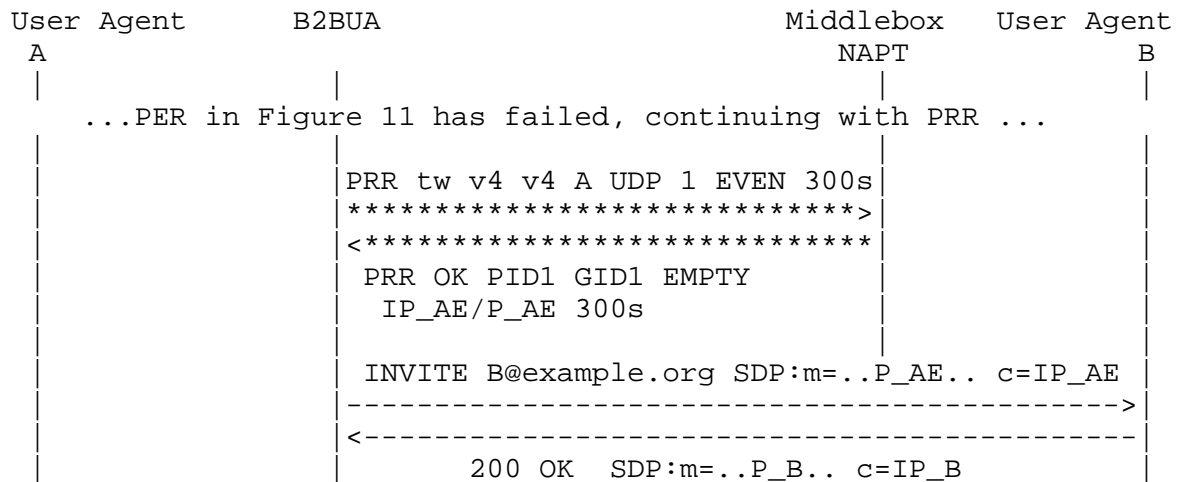 User Agent B2BUA Middlebox User Agent
A NAPT B
| | | |
...PER in Figure 11 has failed, continuing with PRR ...
| | | |
| |PRR tw v4 v4 A UDP 1 EVEN 300s| |
| |*****************************>| |
| |<*****************************| |
| | PRR OK PID1 GID1 EMPTY | |
| | IP_AE/P_AE 300s | |
| | | |
| | INVITE B@example.org SDP:m=..P_AE.. c=IP_AE |
| |-------------------------------------------->|
| |<--------------------------------------------|
| | 200 OK SDP:m=..P_B.. c=IP_B |